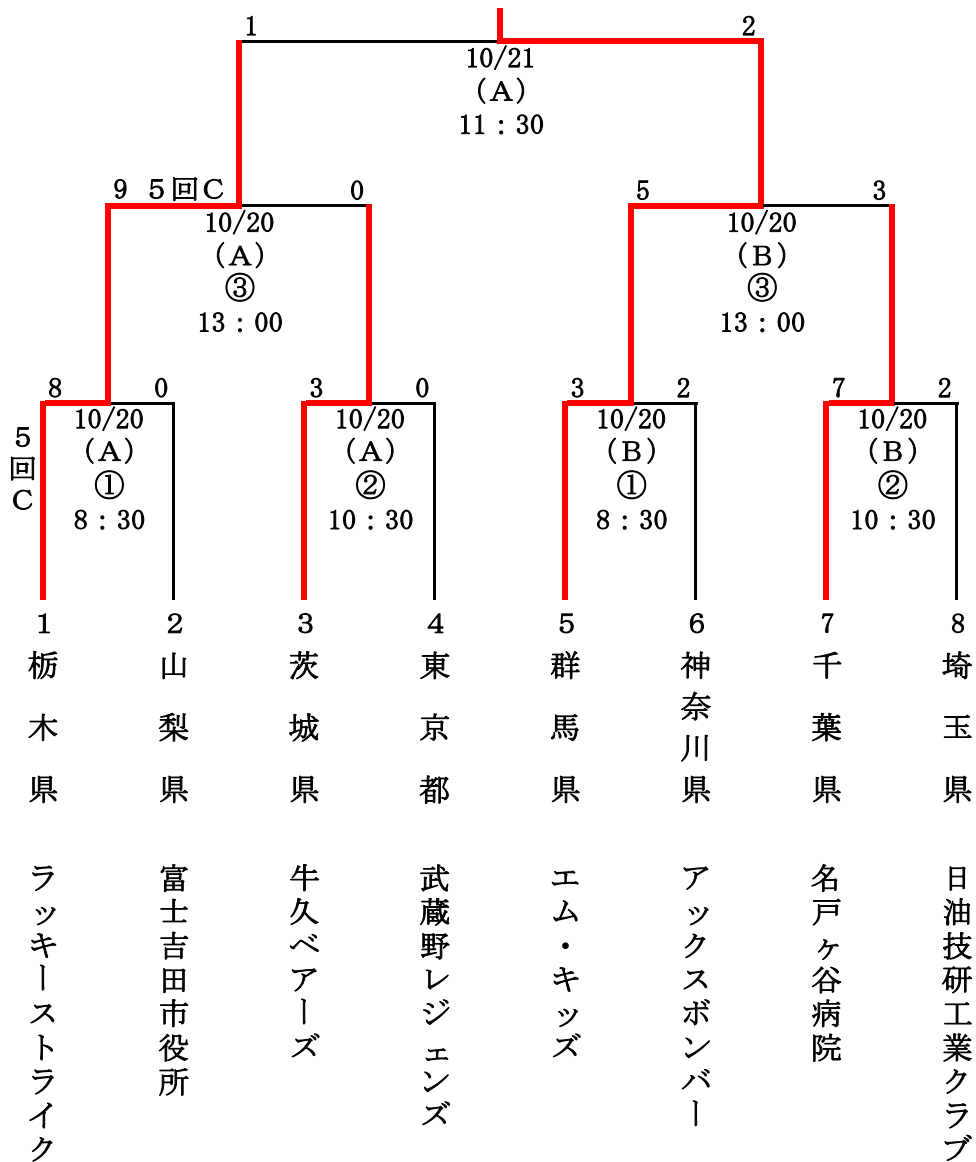 1 2
10/21
（A）
11：30
9 5回C 0 5 3
10/20 10/20
（A） （B）
③ ③
13：00 13：00
8 0 3 0 3 2 7 2
5回C
10/20 10/20 10/20 10/20
（A） （A） （B） （B）
① ② ① ②
8：30 10：30 8：30 10：30
1 2 3 4 5 6 7 8
栃木県 ラッキーストライク
山梨県 富士吉田市役所
茨城県 牛久ベアーズ
東京都 武蔵野レジェンズ
群馬県 エム・キッズ
神奈川県 アックスボンバー
千葉県 名戸ヶ谷病院
埼玉県 日油技研工業クラブ